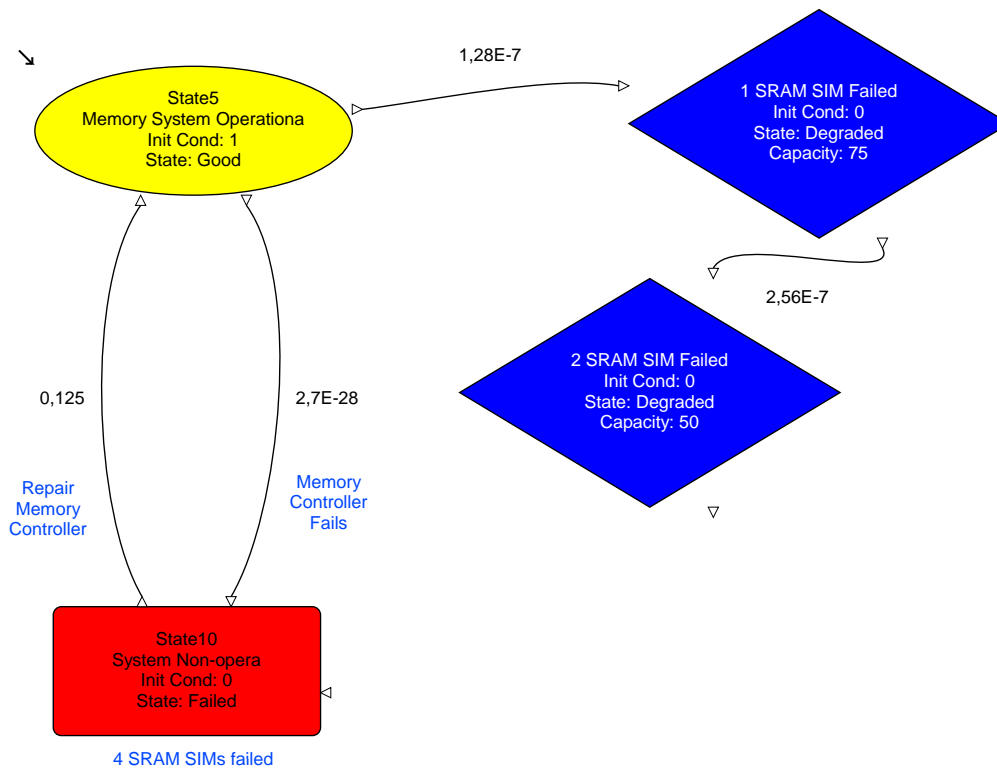 1,28E-7
State5
Memory System Operationa
Init Cond: 1
State: Good
1 SRAM SIM Failed
Init Cond: 0
State: Degraded
Capacity: 75
2,56E-7
2 SRAM SIM Failed
Init Cond: 0
State: Degraded
Capacity: 50
0,125
2,7E-28
Repair
Memory
Controller
Memory
Controller
Fails
State10
System Non-opera
Init Cond: 0
State: Failed
4 SRAM SIMs failed